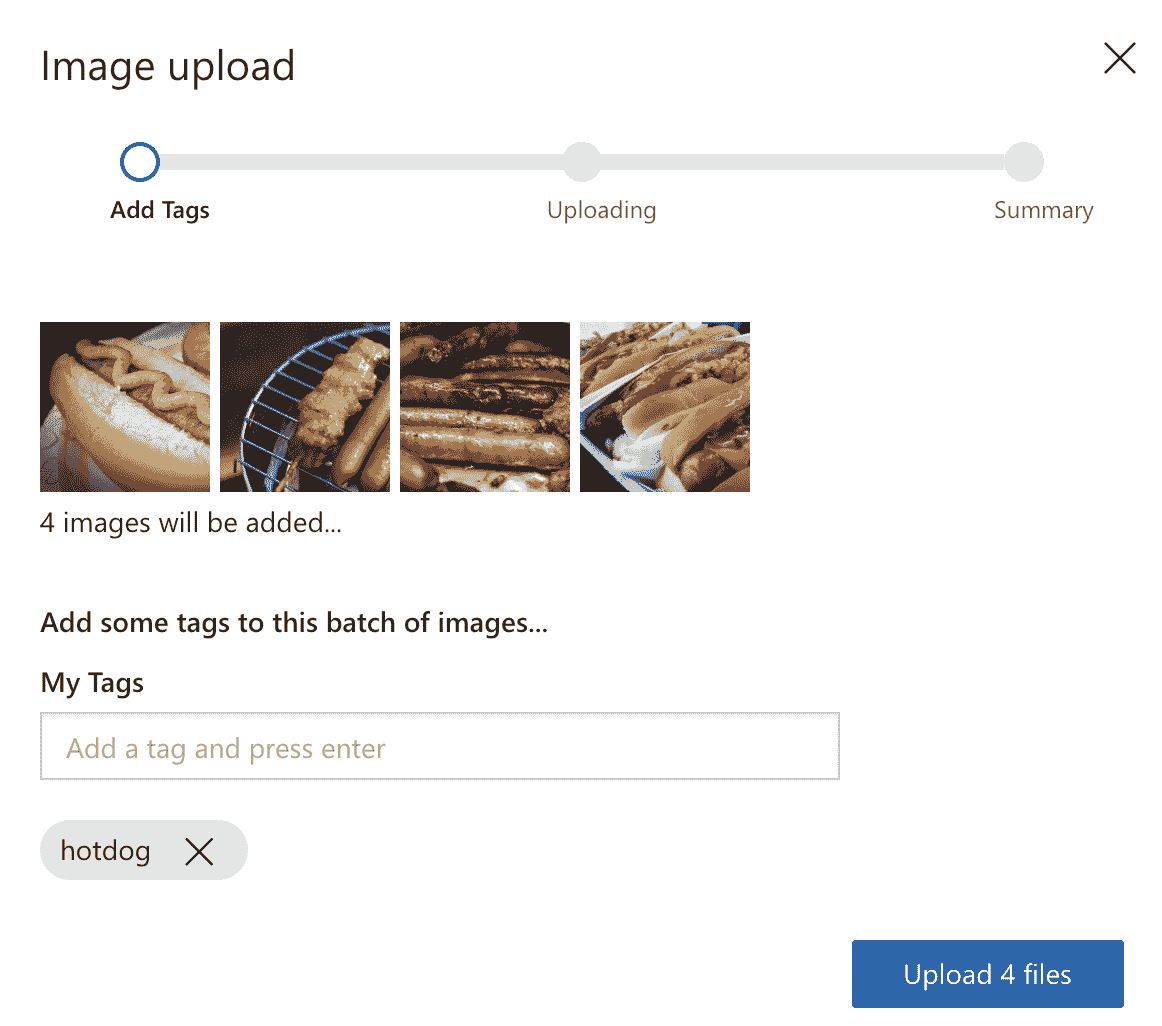 Image upload
Add Tags
Uploading
Summary
4 images will be added...
Add some tags to this batch of images...
My Tags
Add a tag and press enter
hotdog
Upload 4 files